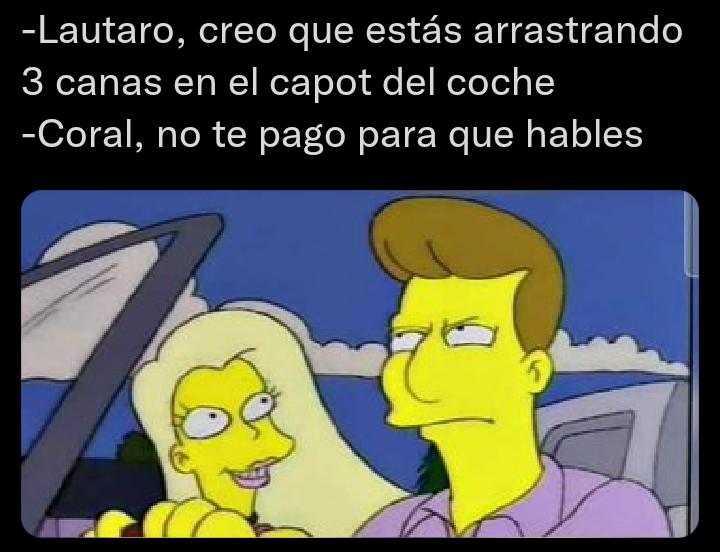 -Lautaro, creo que estás arrastrando
3 canas en el capot del coche
-Coral, no te pago para que hables